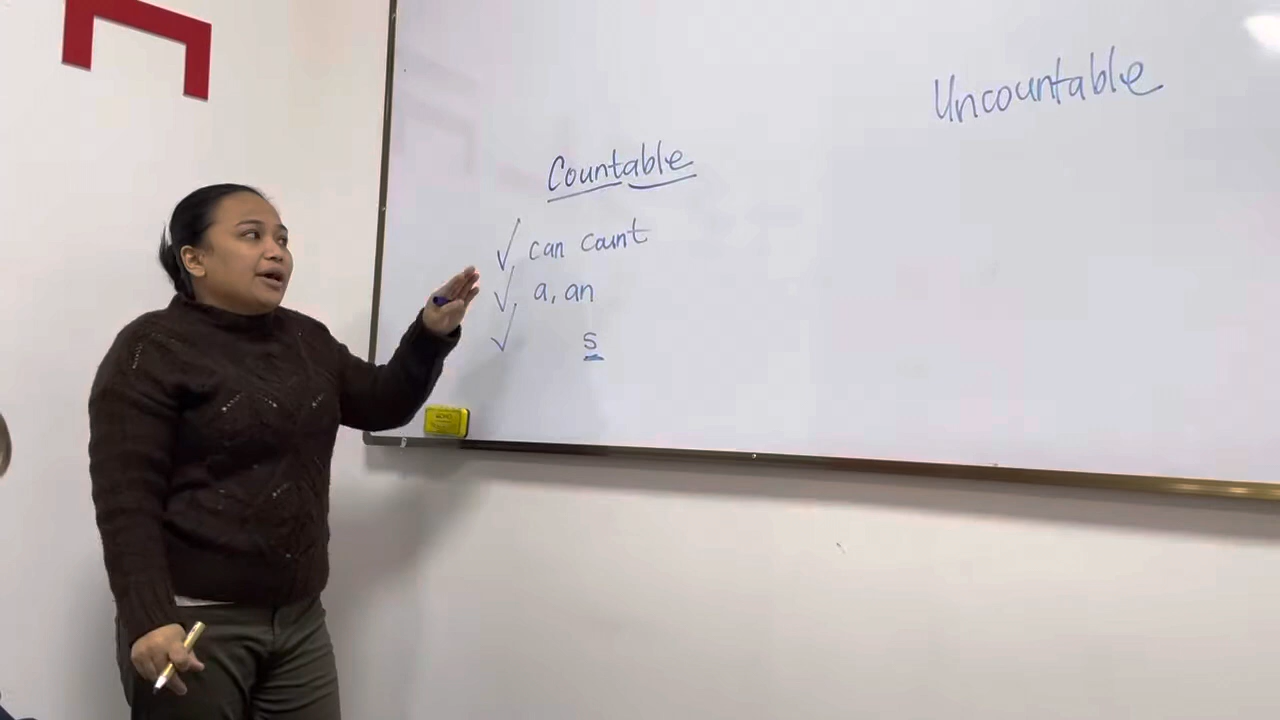 Uncountable
Countable
✓ can count
✓ a, an
✓ s